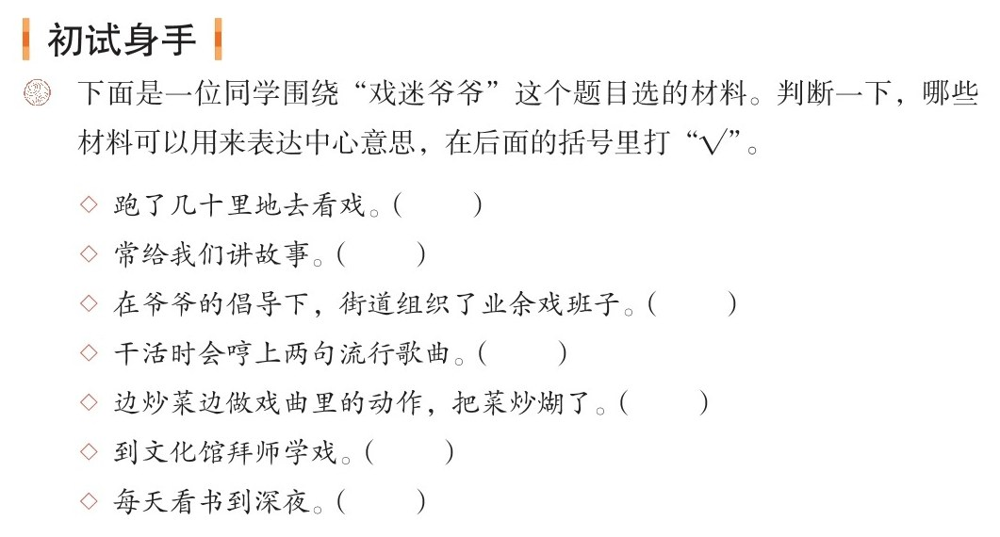 初试身手
下面是一位同学围绕“戏迷爷爷”这个题目选的材料。判断一下，哪些
材料可以用来表达中心意思，在后面的括号里打“√”。
◇ 跑了几十里地去看戏。（　　）
◇ 常给我们讲故事。（　　）
◇ 在爷爷的倡导下，街道组织了业余戏班子。（　　）
◇ 干活时会哼上两句流行歌曲。（　　）
◇ 边炒菜边做戏曲里的动作，把菜炒煳了。（　　）
◇ 到文化馆拜师学戏。（　　）
◇ 每天看书到深夜。（　　）